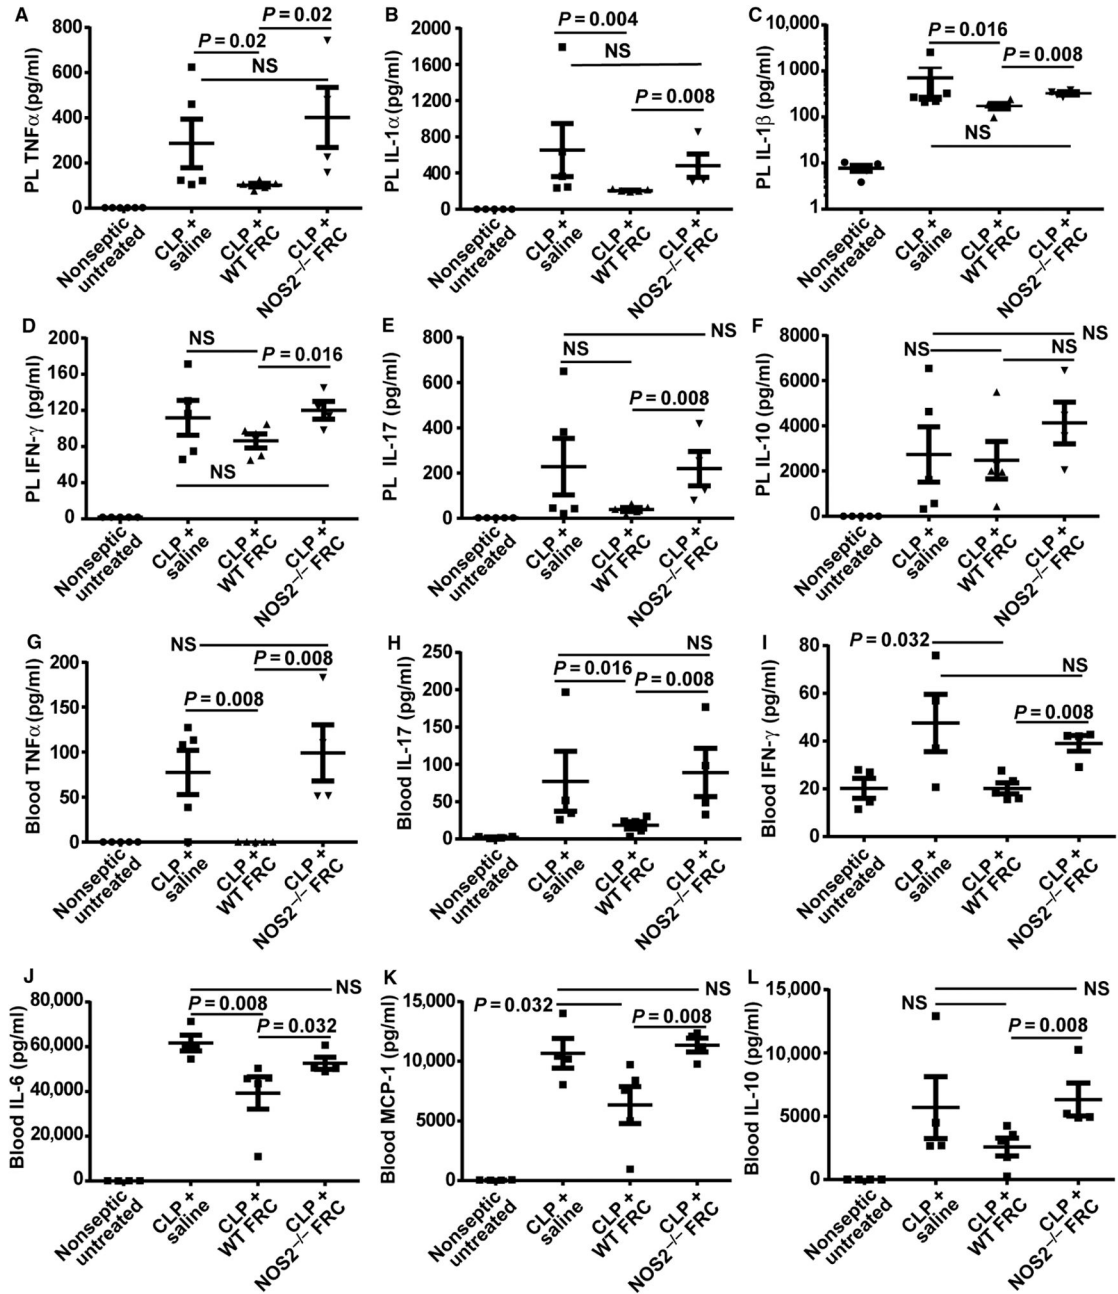 A
PL TNFα (pg/ml)
800
600
400
200
0
P = 0.02
P = 0.02
NS
Nonseptic
untreated
CLP +
saline
CLP +
WT FRC
CLP +
NOS2–/– FRC
B
PL IL-1α (pg/ml)
2000
1600
1200
800
400
0
P = 0.004
NS
P = 0.008
Nonseptic
untreated
CLP +
saline
CLP +
WT FRC
CLP +
NOS2–/– FRC
C
PL IL-1β (pg/ml)
10,000
1000
100
10
1
P = 0.016
P = 0.008
NS
Nonseptic
untreated
CLP +
saline
CLP +
WT FRC
CLP +
NOS2–/– FRC
D
PL IFN-γ (pg/ml)
200
160
120
80
40
0
NS
P = 0.016
NS
Nonseptic
untreated
CLP +
saline
CLP +
WT FRC
CLP +
NOS2–/– FRC
E
PL IL-17 (pg/ml)
800
600
400
200
0
NS
NS
P = 0.008
Nonseptic
untreated
CLP +
saline
CLP +
WT FRC
CLP +
NOS2–/– FRC
F
PL IL-10 (pg/ml)
8000
6000
4000
2000
0
NS
NS
NS
Nonseptic
untreated
CLP +
saline
CLP +
WT FRC
CLP +
NOS2–/– FRC
G
Blood TNFα (pg/ml)
200
150
100
50
0
NS
P = 0.008
P = 0.008
Nonseptic
untreated
CLP +
saline
CLP +
WT FRC
CLP +
NOS2–/– FRC
H
Blood IL-17 (pg/ml)
250
200
150
100
50
0
NS
P = 0.016
P = 0.008
Nonseptic
untreated
CLP +
saline
CLP +
WT FRC
CLP +
NOS2–/– FRC
I
Blood IFN-γ (pg/ml)
80
60
40
20
0
P = 0.032
NS
P = 0.008
Nonseptic
untreated
CLP +
saline
CLP +
WT FRC
CLP +
NOS2–/– FRC
J
Blood IL-6 (pg/ml)
80,000
60,000
40,000
20,000
0
NS
P = 0.008
P = 0.032
Nonseptic
untreated
CLP +
saline
CLP +
WT FRC
CLP +
NOS2–/– FRC
K
Blood MCP-1 (pg/ml)
15,000
10,000
5000
0
NS
P = 0.032
P = 0.008
Nonseptic
untreated
CLP +
saline
CLP +
WT FRC
CLP +
NOS2–/– FRC
L
Blood IL-10 (pg/ml)
15,000
10,000
5000
0
NS
NS
P = 0.008
Nonseptic
untreated
CLP +
saline
CLP +
WT FRC
CLP +
NOS2–/– FRC